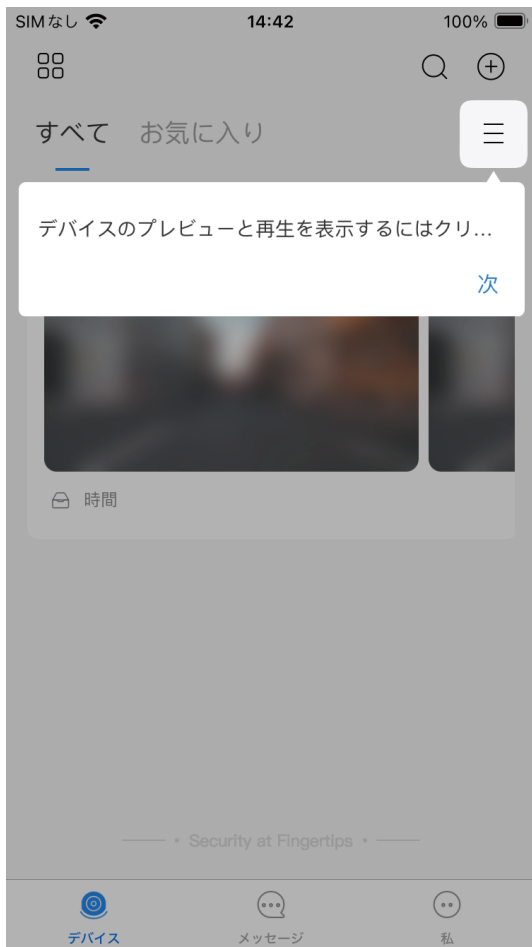 SIMなし 14:42 100%
すべて お気に入り
デバイスのプレビューと再生を表示するにはクリ...
次
時間
• Security at Fingertips •
デバイス メッセージ 私